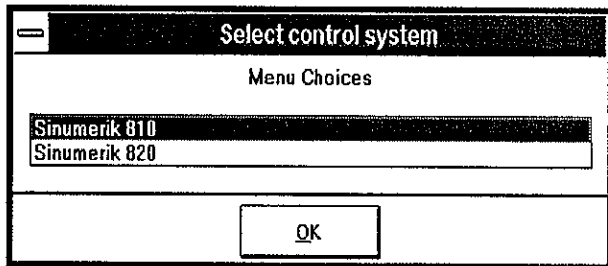 Select control system
Menu Choices
Sinumerik 810
Sinumerik 820
OK